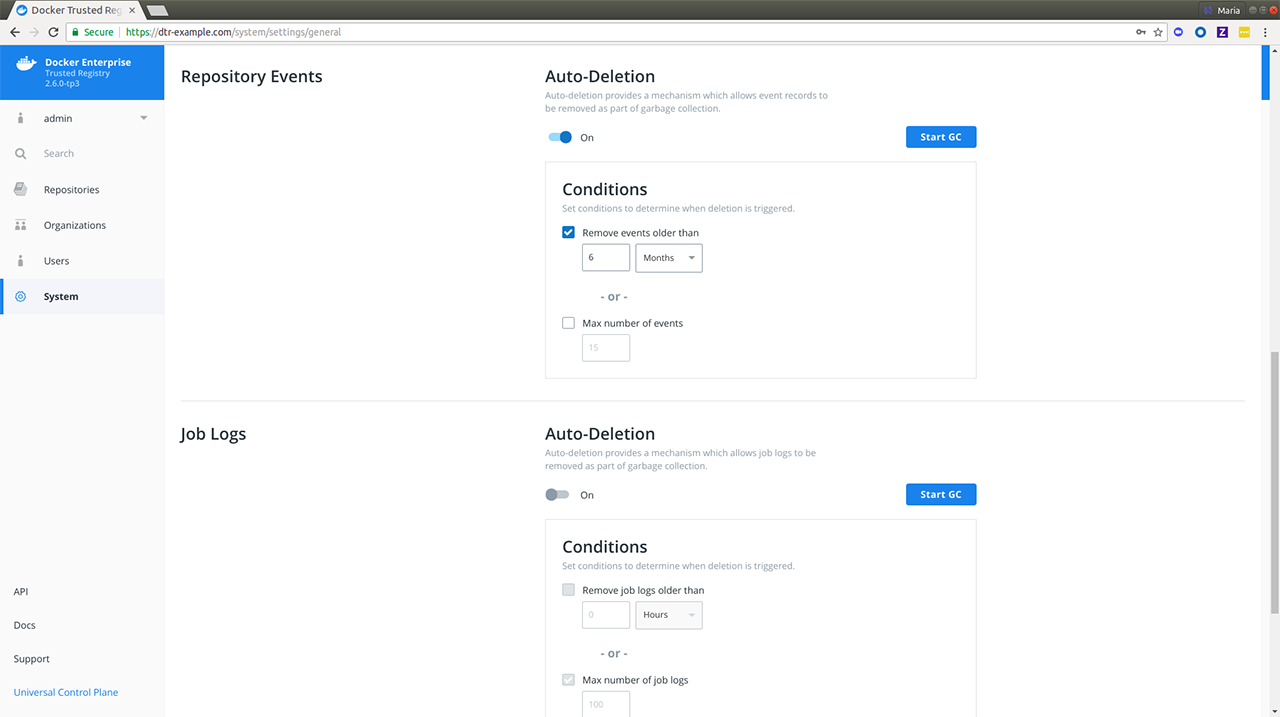 Docker Trusted Reg
Maria
Secure
https://dtr-example.com/system/settings/general
Docker Enterprise
Trusted Registry
2.6.0-tp3
admin
Search
Repositories
Organizations
Users
System
API
Docs
Support
Universal Control Plane
Repository Events
Auto-Deletion
Auto-deletion provides a mechanism which allows event records to
be removed as part of garbage collection.
On
Start GC
Conditions
Set conditions to determine when deletion is triggered.
Remove events older than
6
Months
- or -
Max number of events
15
Job Logs
Auto-Deletion
Auto-deletion provides a mechanism which allows job logs to be
removed as part of garbage collection.
On
Start GC
Conditions
Set conditions to determine when deletion is triggered.
Remove job logs older than
0
Hours
- or -
Max number of job logs
100